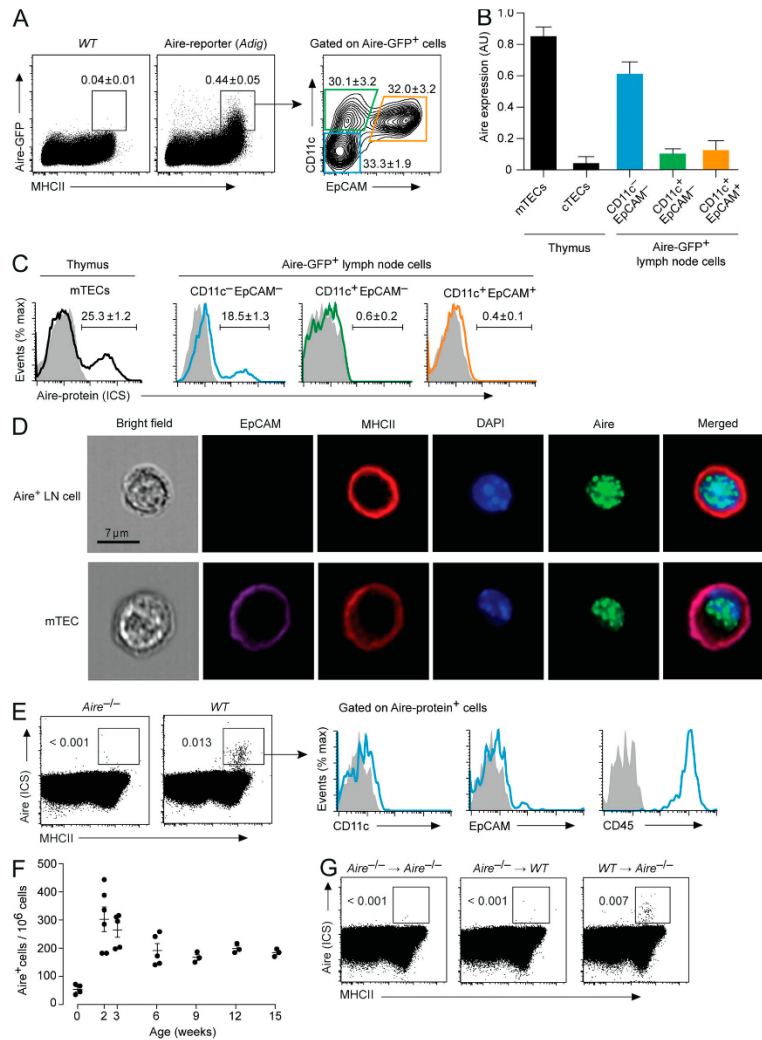 A
WT
Aire-reporter (Adig)
Gated on Aire-GFP⁺ cells
0.04±0.01
0.44±0.05
30.1±3.2
32.0±3.2
33.3±1.9
Aire-GFP
MHCII
CD11c
EpCAM
B
Aire expression (AU)
1.0
0.8
0.6
0.4
0.2
0
mTECs
cTECs
CD11c⁻ EpCAM⁻
CD11c⁺ EpCAM⁻
CD11c⁺ EpCAM⁺
Thymus
Aire-GFP⁺
lymph node cells
C
Thymus
Aire-GFP⁺ lymph node cells
mTECs
CD11c⁻EpCAM⁻
CD11c⁺EpCAM⁻
CD11c⁺EpCAM⁺
25.3±1.2
18.5±1.3
0.6±0.2
0.4±0.1
Events (% max)
Aire-protein (ICS)
D
Bright field
EpCAM
MHCII
DAPI
Aire
Merged
Aire⁺ LN cell
7 µm
mTEC
E
Aire⁻/⁻
WT
Gated on Aire-protein⁺ cells
< 0.001
0.013
Aire (ICS)
MHCII
Events (% max)
CD11c
EpCAM
CD45
F
Aire⁺cells / 10⁶ cells
500
400
300
200
100
0
0 2 3 6 9 12 15
Age (weeks)
G
Aire⁻/⁻ → Aire⁻/⁻
Aire⁻/⁻ → WT
WT → Aire⁻/⁻
< 0.001
< 0.001
0.007
Aire (ICS)
MHCII